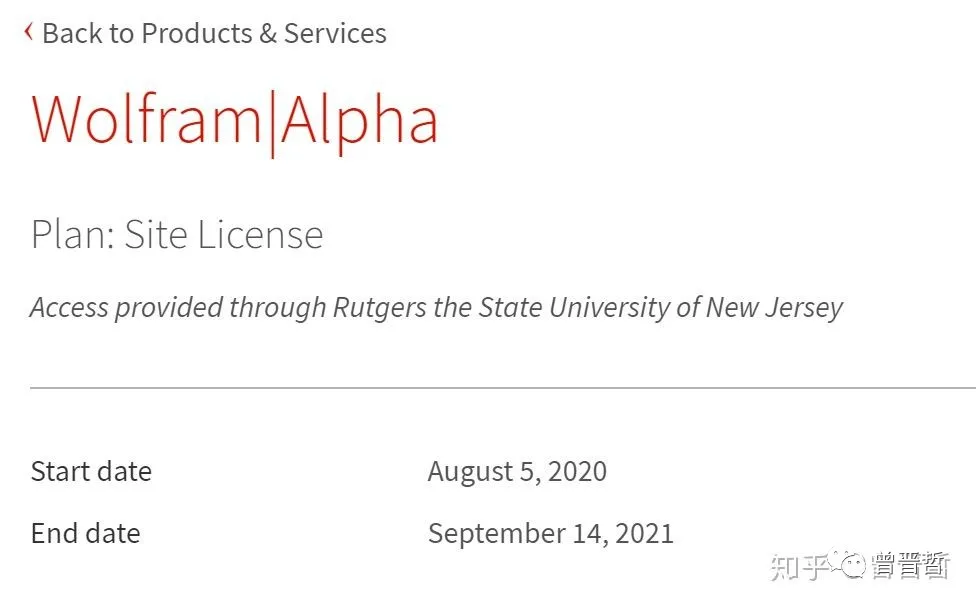 Back to Products & Services
Wolfram|Alpha
Plan: Site License
Access provided through Rutgers the State University of New Jersey
Start date August 5, 2020
End date September 14, 2021
知乎 曾晋哲